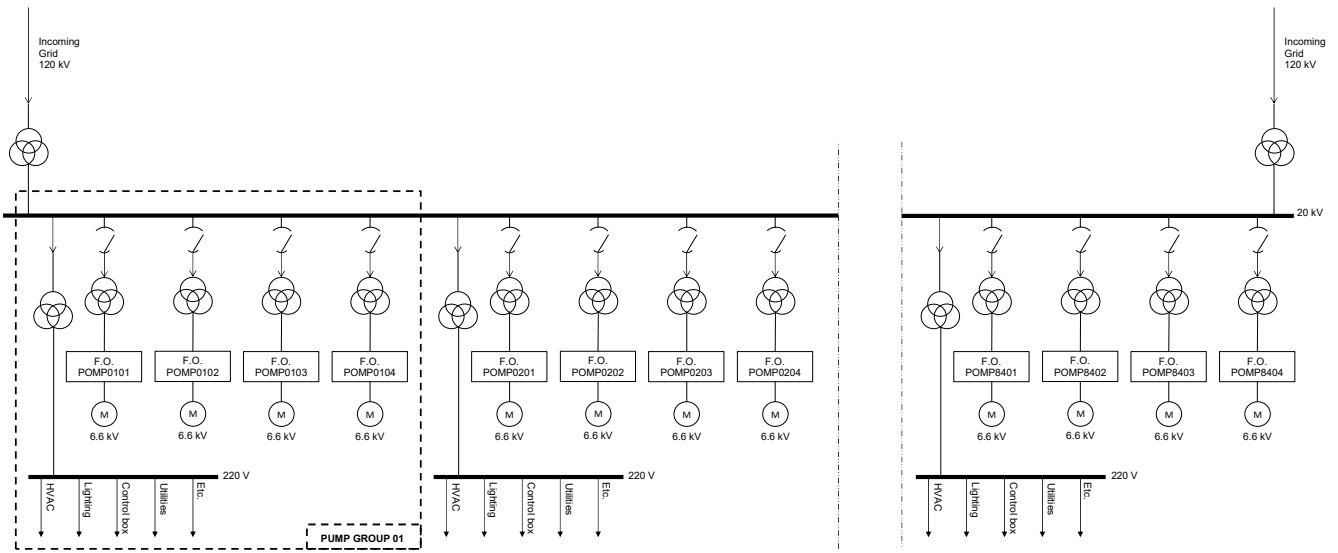 Incoming
Grid
120 kV
Incoming
Grid
120 kV
20 kV
F.O.
POMP0101
F.O.
POMP0102
F.O.
POMP0103
F.O.
POMP0104
F.O.
POMP0201
F.O.
POMP0202
F.O.
POMP0203
F.O.
POMP0204
F.O.
POMP8401
F.O.
POMP8402
F.O.
POMP8403
F.O.
POMP8404
M
M
M
M
M
M
M
M
M
M
M
M
6.6 kV
6.6 kV
6.6 kV
6.6 kV
6.6 kV
6.6 kV
6.6 kV
6.6 kV
6.6 kV
6.6 kV
6.6 kV
6.6 kV
220 V
220 V
220 V
HVAC
Lighting
Control box
Utilities
Etc.
HVAC
Lighting
Control box
Utilities
Etc.
HVAC
Lighting
Control box
Utilities
Etc.
PUMP GROUP 01